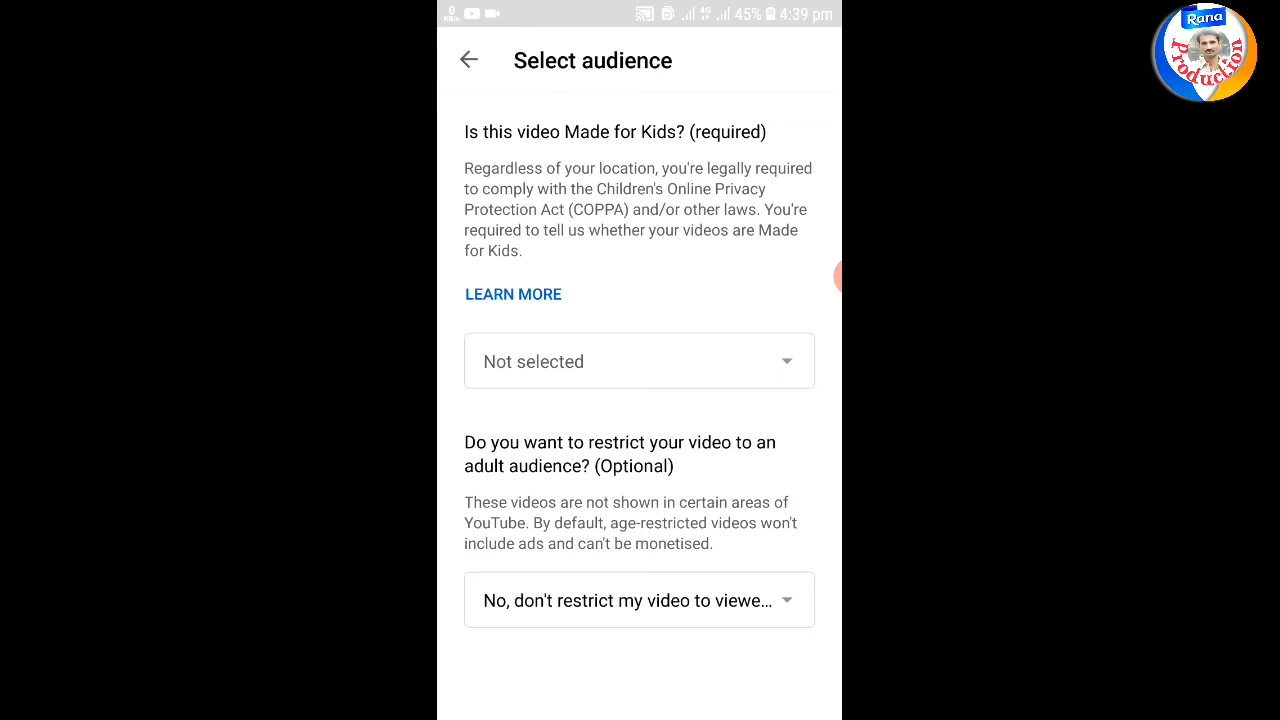 0
KB/s
4G
45%
4:39 pm
Rana
Production
Select audience
Is this video Made for Kids? (required)
Regardless of your location, you're legally required
to comply with the Children's Online Privacy
Protection Act (COPPA) and/or other laws. You're
required to tell us whether your videos are Made
for Kids.
LEARN MORE
Not selected
Do you want to restrict your video to an
adult audience? (Optional)
These videos are not shown in certain areas of
YouTube. By default, age-restricted videos won't
include ads and can't be monetised.
No, don't restrict my video to viewe...